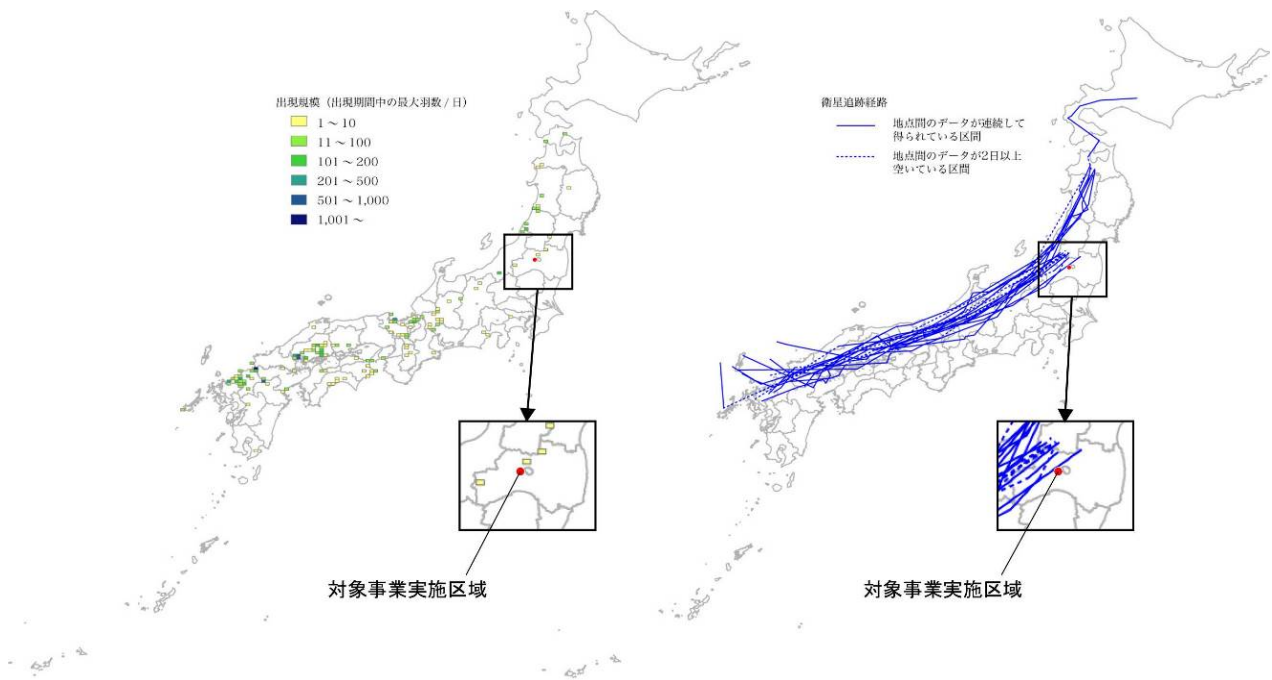 出現規模（出現期間中の最大羽数 / 日）
1～10
11～100
101～200
201～500
501～1,000
1,001～
対象事業実施区域
衛星追跡経路
地点間のデータが連続して
得られている区間
地点間のデータが2日以上
空いている区間
対象事業実施区域